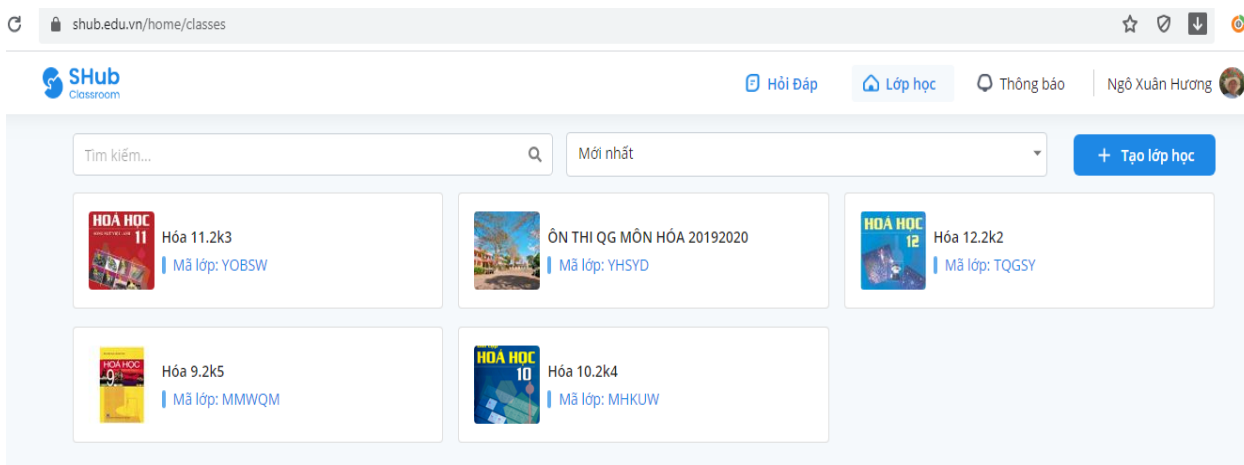 shub.edu.vn/home/classes
SHub
Classroom
Hỏi Đáp
Lớp học
Thông báo
Ngô Xuân Hương
Tìm kiếm...
Mới nhất
+ Tạo lớp học
HOÁ HỌC
11
Hóa 11.2k3
Mã lớp: YOBSW
ÔN THI QG MÔN HÓA 20192020
Mã lớp: YHSYD
HOÁ HỌC
12
Hóa 12.2k2
Mã lớp: TQGSY
HOÁ HỌC
9
Hóa 9.2k5
Mã lớp: MMWQM
HOÁ HỌC
10
Hóa 10.2k4
Mã lớp: MHKUW